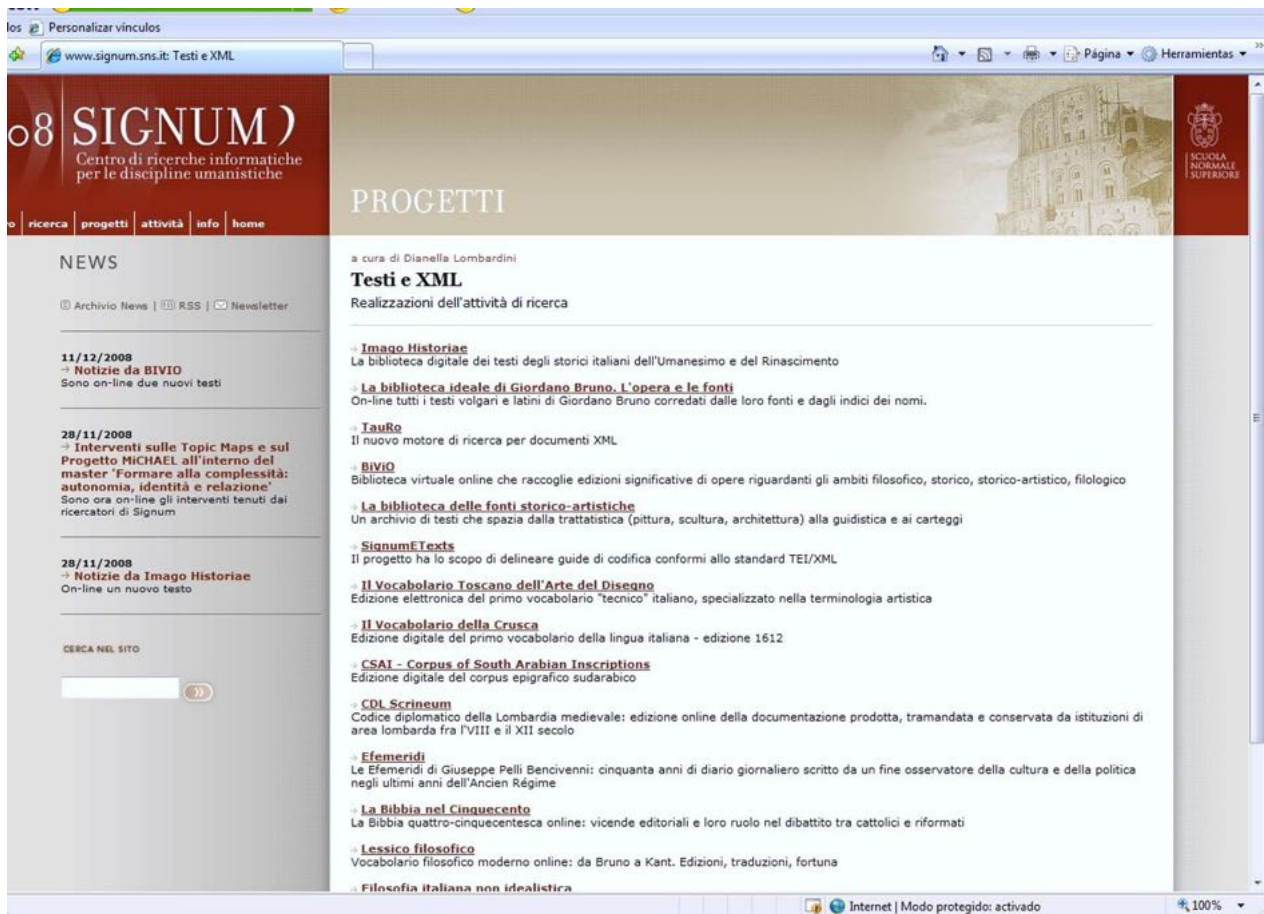 los Personalizar vínculos
www.signum.sns.it: Testi e XML
Página Herramientas
08 SIGNUM)
Centro di ricerche informatiche
per le discipline umanistiche
SCUOLA
NORMALE
SUPERIORE
PROGETTI
o | ricerca | progetti | attività | info | home
NEWS
Archivio News | RSS | Newsletter
11/12/2008
→ Notizie da BIVIO
Sono on-line due nuovi testi
28/11/2008
→ Interventi sulle Topic Maps e sul
Progetto MiCHAEL all'interno del
master 'Formare alla complessità:
autonomia, identità e relazione'
Sono ora on-line gli interventi tenuti dai
ricercatori di Signum
28/11/2008
→ Notizie da Imago Historiae
On-line un nuovo testo
CERCA NEL SITO
a cura di Dianella Lombardini
Testi e XML
Realizzazioni dell'attività di ricerca
Imago Historiae
La biblioteca digitale dei testi degli storici italiani dell'Umanesimo e del Rinascimento
La biblioteca ideale di Giordano Bruno. L'opera e le fonti
On-line tutti i testi volgari e latini di Giordano Bruno corredati dalle loro fonti e dagli indici dei nomi.
TauRo
Il nuovo motore di ricerca per documenti XML
BiViO
Biblioteca virtuale online che raccoglie edizioni significative di opere riguardanti gli ambiti filosofico, storico, storico-artistico, filologico
La biblioteca delle fonti storico-artistiche
Un archivio di testi che spazia dalla trattatistica (pittura, scultura, architettura) alla guidistica e ai carteggi
SignumETexts
Il progetto ha lo scopo di delineare guide di codifica conformi allo standard TEI/XML
Il Vocabolario Toscano dell'Arte del Disegno
Edizione elettronica del primo vocabolario "tecnico" italiano, specializzato nella terminologia artistica
Il Vocabolario della Crusca
Edizione digitale del primo vocabolario della lingua italiana - edizione 1612
CSAI - Corpus of South Arabian Inscriptions
Edizione digitale del corpus epigrafico sudarabico
CDL Scrineum
Codice diplomatico della Lombardia medievale: edizione online della documentazione prodotta, tramandata e conservata da istituzioni di
area lombarda fra l'VIII e il XII secolo
Efemeridi
Le Efemeridi di Giuseppe Pelli Bencivenni: cinquanta anni di diario giornaliero scritto da un fine osservatore della cultura e della politica
negli ultimi anni dell'Ancien Régime
La Bibbia nel Cinquecento
La Bibbia quattro-cinquecentesca online: vicende editoriali e loro ruolo nel dibattito tra cattolici e riformati
Lessico filosofico
Vocabolario filosofico moderno online: da Bruno a Kant. Edizioni, traduzioni, fortuna
Filosofia italiana non idealistica
Internet | Modo protegido: activado
100%